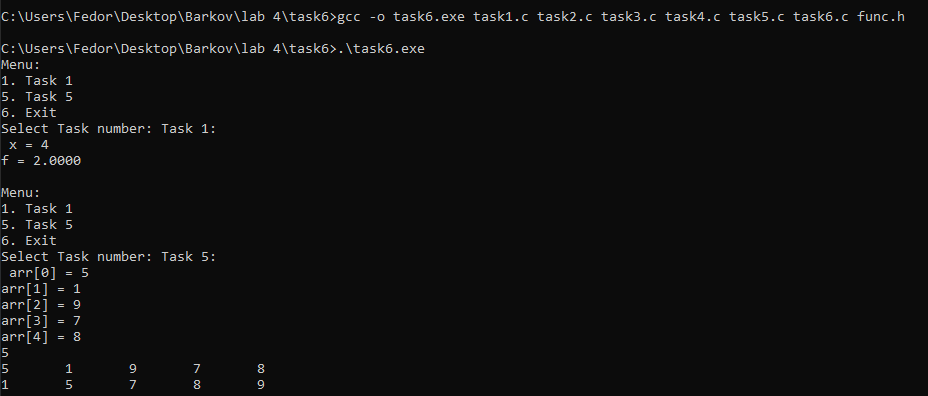 C:\Users\Fedor\Desktop\Barkov\lab 4\task6>gcc -o task6.exe task1.c task2.c task3.c task4.c task5.c task6.c func.h
C:\Users\Fedor\Desktop\Barkov\lab 4\task6>.\task6.exe
Menu:
1. Task 1
5. Task 5
6. Exit
Select Task number: Task 1:
 x = 4
f = 2.0000
Menu:
1. Task 1
5. Task 5
6. Exit
Select Task number: Task 5:
 arr[0] = 5
arr[1] = 1
arr[2] = 9
arr[3] = 7
arr[4] = 8
5
5       1       9       7       8
1       5       7       8       9